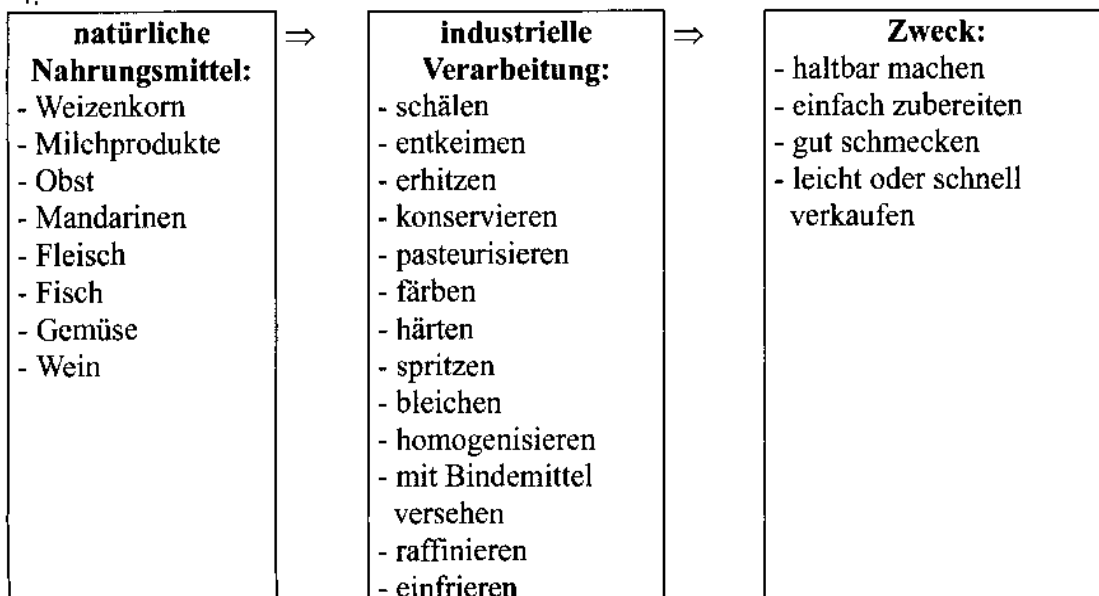 natürliche
Nahrungsmittel:
- Weizenkorn
- Milchprodukte
- Obst
- Mandarinen
- Fleisch
- Fisch
- Gemüse
- Wein
⇒
industrielle
Verarbeitung:
- schälen
- entkeimen
- erhitzen
- konservieren
- pasteurisieren
- färben
- härten
- spritzen
- bleichen
- homogenisieren
- mit Bindemittel
versehen
- raffinieren
- einfrieren
⇒
Zweck:
- haltbar machen
- einfach zubereiten
- gut schmecken
- leicht oder schnell
verkaufen